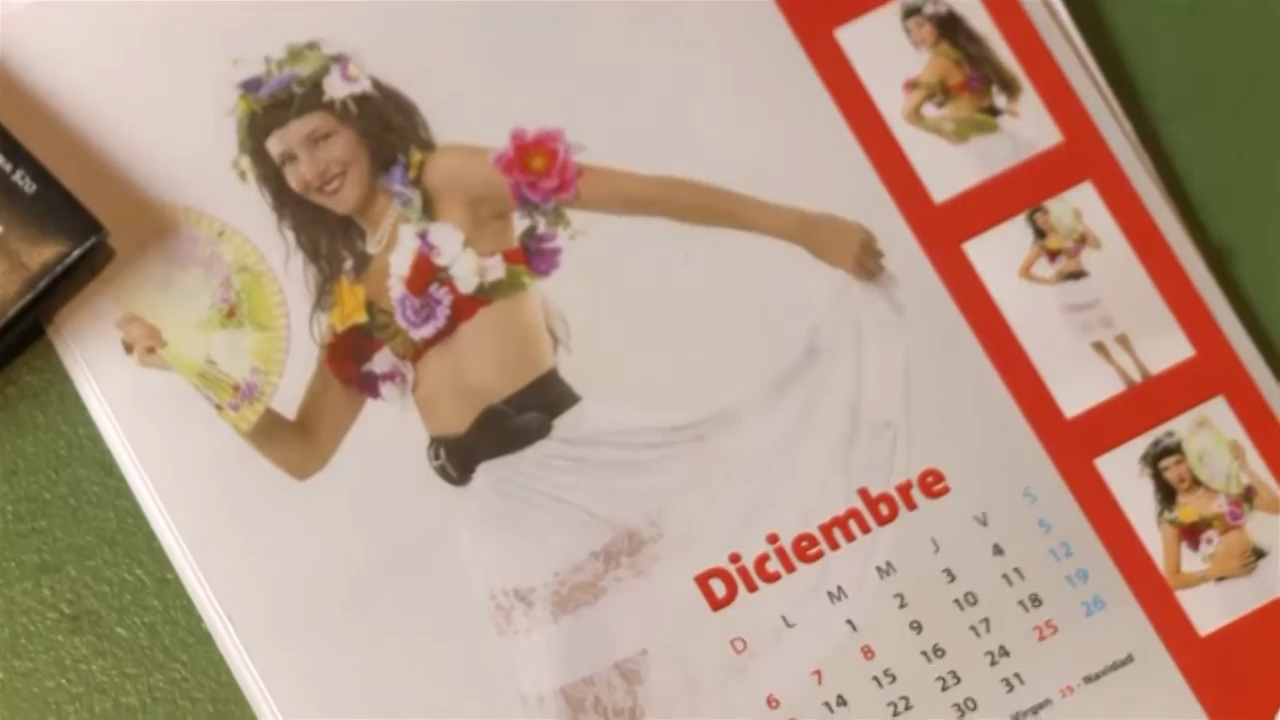 $20
Diciembre
D L M M J V S
1 2 3 4 5
6 7 8 9 10 11 12
14 15 16 17 18 19
22 23 24 25 26
30 31
Virgen 25 - Navidad